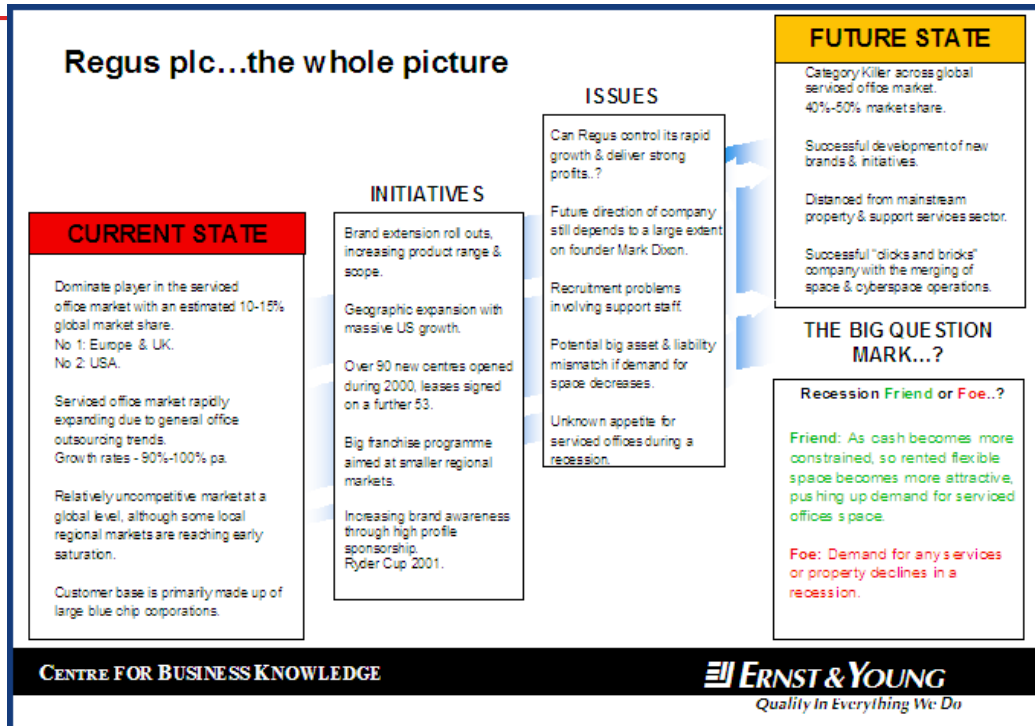 Regus plc...the whole picture
CURRENT STATE
Dominate player in the serviced
office market with an estimated 10-15%
global market share.
No 1: Europe & UK.
No 2: USA.
Serviced office market rapidly
expanding due to general office
outsourcing trends.
Growth rates - 90%-100% pa.
Relatively uncompetitive market at a
global level, although some local
regional markets are reaching early
saturation.
Customer base is primarily made up of
large blue chip corporations.
INITIATIVES
Brand extension roll outs,
increasing product range &
scope.
Geographic expansion with
massive US growth.
Over 90 new centres opened
during 2000, leases signed
on a further 53.
Big franchise programme
aimed at smaller regional
markets.
Increasing brand awareness
through high profile
sponsorship.
Ryder Cup 2001.
ISSUES
Can Regus control its rapid
growth & deliver strong
profits..?
Future direction of company
still depends to a large extent
on founder Mark Dixon.
Recruitment problems
involving support staff.
Potential big asset & liability
mismatch if demand for
space decreases.
Unknown appetite for
serviced offices during a
recession.
FUTURE STATE
Category Killer across global
serviced office market.
40%-50% market share.
Successful development of new
brands & initiatives.
Distanced from mainstream
property & support services sector.
Successful "clicks and bricks"
company with the merging of
space & cyberspace operations.
THE BIG QUESTION
MARK...?
Recession Friend or Foe..?
Friend: As cash becomes more
constrained, so rented flexible
space becomes more attractive,
pushing up demand for serviced
offices space.
Foe: Demand for any services
or property declines in a
recession.
CENTRE FOR BUSINESS KNOWLEDGE
ERNST & YOUNG
Quality In Everything We Do